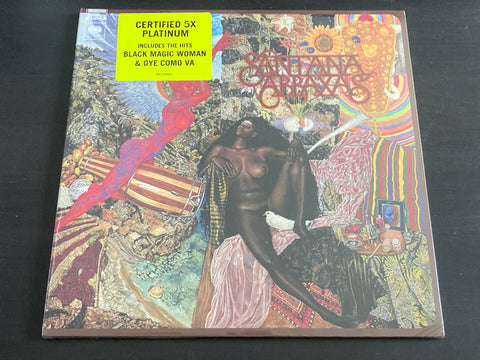 CERTIFIED 5X
PLATINUM
INCLUDES THE HITS
BLACK MAGIC WOMAN
& OYE COMO VA
SANTANA
ABRAXAS